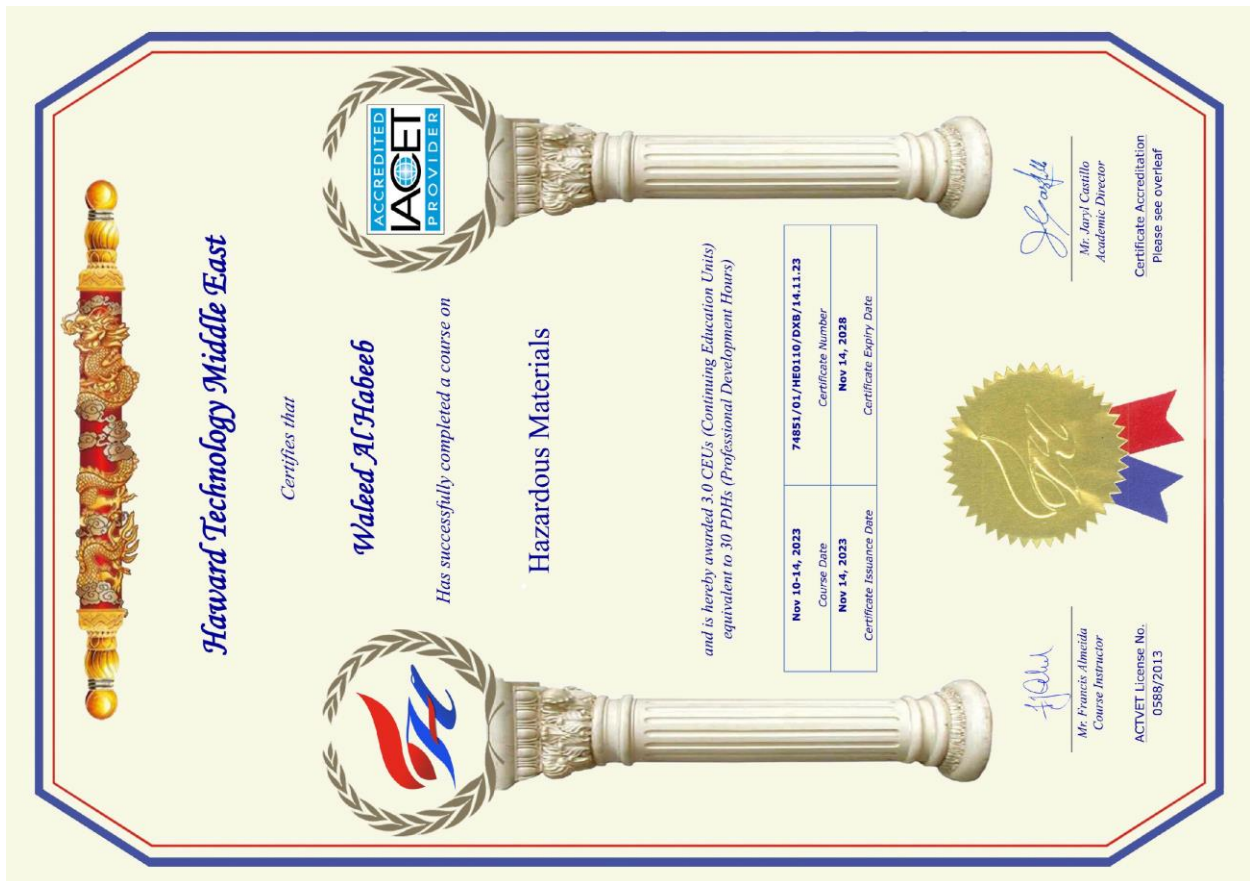 Haward Technology Middle East
Certifies that
ACCREDITED
IACET
PROVIDER
Waleed Al Habeeb
Has successfully completed a course on
Hazardous Materials
and is hereby awarded 3.0 CEUs (Continuing Education Units)
equivalent to 30 PDHs (Professional Development Hours)
Nov 10-14, 2023 74851/01/HE0110/DXB/14.11.23
Course Date Certificate Number
Nov 14, 2023 Nov 14, 2028
Certificate Issuance Date Certificate Expiry Date
Mr. Francis Almeida
Course Instructor
Mr. Jaryl Castillo
Academic Director
ACTVET License No.
0588/2013
Certificate Accreditation
Please see overleaf